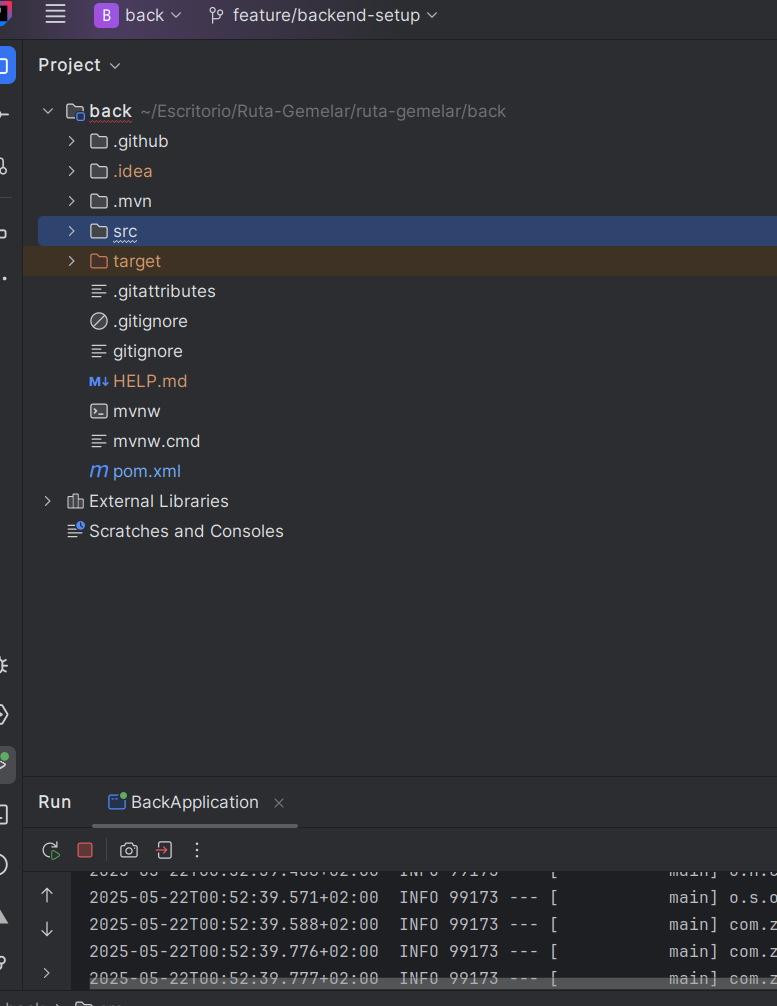 B back feature/backend-setup
Project
back ~/Escritorio/Ruta-Gemelar/ruta-gemelar/back
.github
.idea
.mvn
src
target
.gitattributes
.gitignore
gitignore
M↓ HELP.md
mvnw
mvnw.cmd
m pom.xml
External Libraries
Scratches and Consoles
Run BackApplication
2025-05-22T00:52:39.571+02:00 INFO 99173 --- [ main] o.s.o
2025-05-22T00:52:39.588+02:00 INFO 99173 --- [ main] com.z
2025-05-22T00:52:39.776+02:00 INFO 99173 --- [ main] com.z
2025-05-22T00:52:39.777+02:00 INFO 99173 --- [ main] com.z